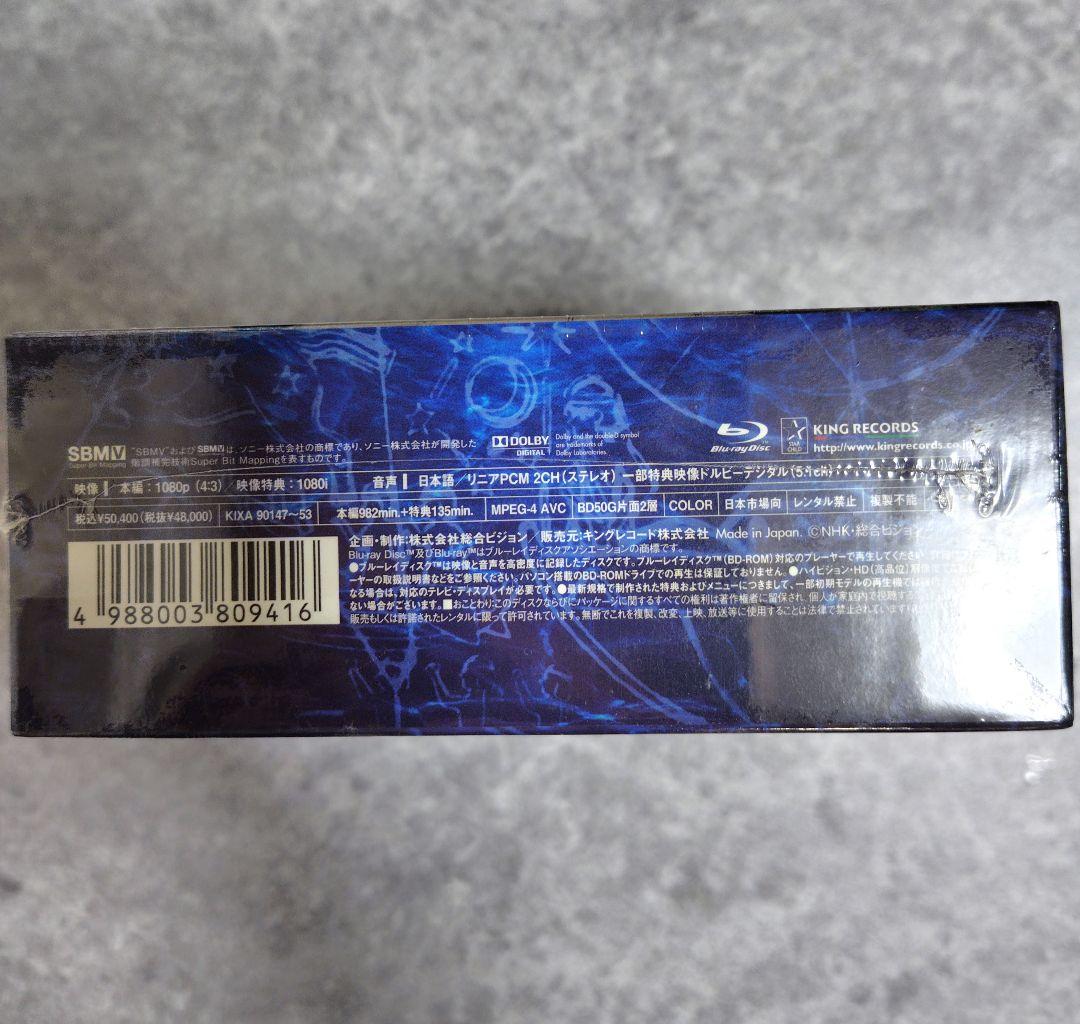 SBMV
Super Bit Mapping
"SBMV"およびSBMVは、ソニー株式会社の商標であり、ソニー株式会社が開発した
階調補完技術Super Bit Mappingを表すものです。
DOLBY
DIGITAL
Dolby and the double-D symbol
are trademarks of
Dolby Laboratories.
Blu-ray Disc
STAR CHILD
KING RECORDS
http://www.kingrecords.co.j
映像 本編：1080p（4:3）／映像特典：1080i 音声 日本語／リニアPCM 2CH（ステレオ）一部特典映像ドルビーデジタル（5.1ch）
税込¥50,400（税抜¥48,000） KIXA 90147〜53 本編982min.+特典135min. MPEG-4 AVC BD50G片面2層 COLOR 日本市場向 レンタル禁止 複製不能
企画・制作：株式会社総合ビジョン／販売元：キングレコード株式会社 Made in Japan. ©NHK・総合ビジョン
Blu-ray Disc™及びBlu-ray™はブルーレイディスクアソシエーションの商標です。
●ブルーレイディスク™は映像と音声を高密度に記録したディスクです。ブルーレイディスク™（BD-ROM）対応のプレーヤーで再生してください
ーヤーの取扱説明書などをご参照ください。パソコン搭載のBD-ROMドライブでの再生は保証しておりません。●ハイビジョン・HD（高品位）
なる場合は、対応のテレビ・ディスプレイが必要です。●最新規格で制作された特典およびメニューにつきまして、一部初期モデルの再生機では
ない場合がございます。■おことわり：このディスクならびにパッケージに関するすべての権利は著作権者に留保され、個人が家庭内で視聴する
販売もしくは許諾されたレンタルに限って許可されています。無断でこれを複製、改変、上映、放送等に使用することは法律で禁止されています
4 988003 809416